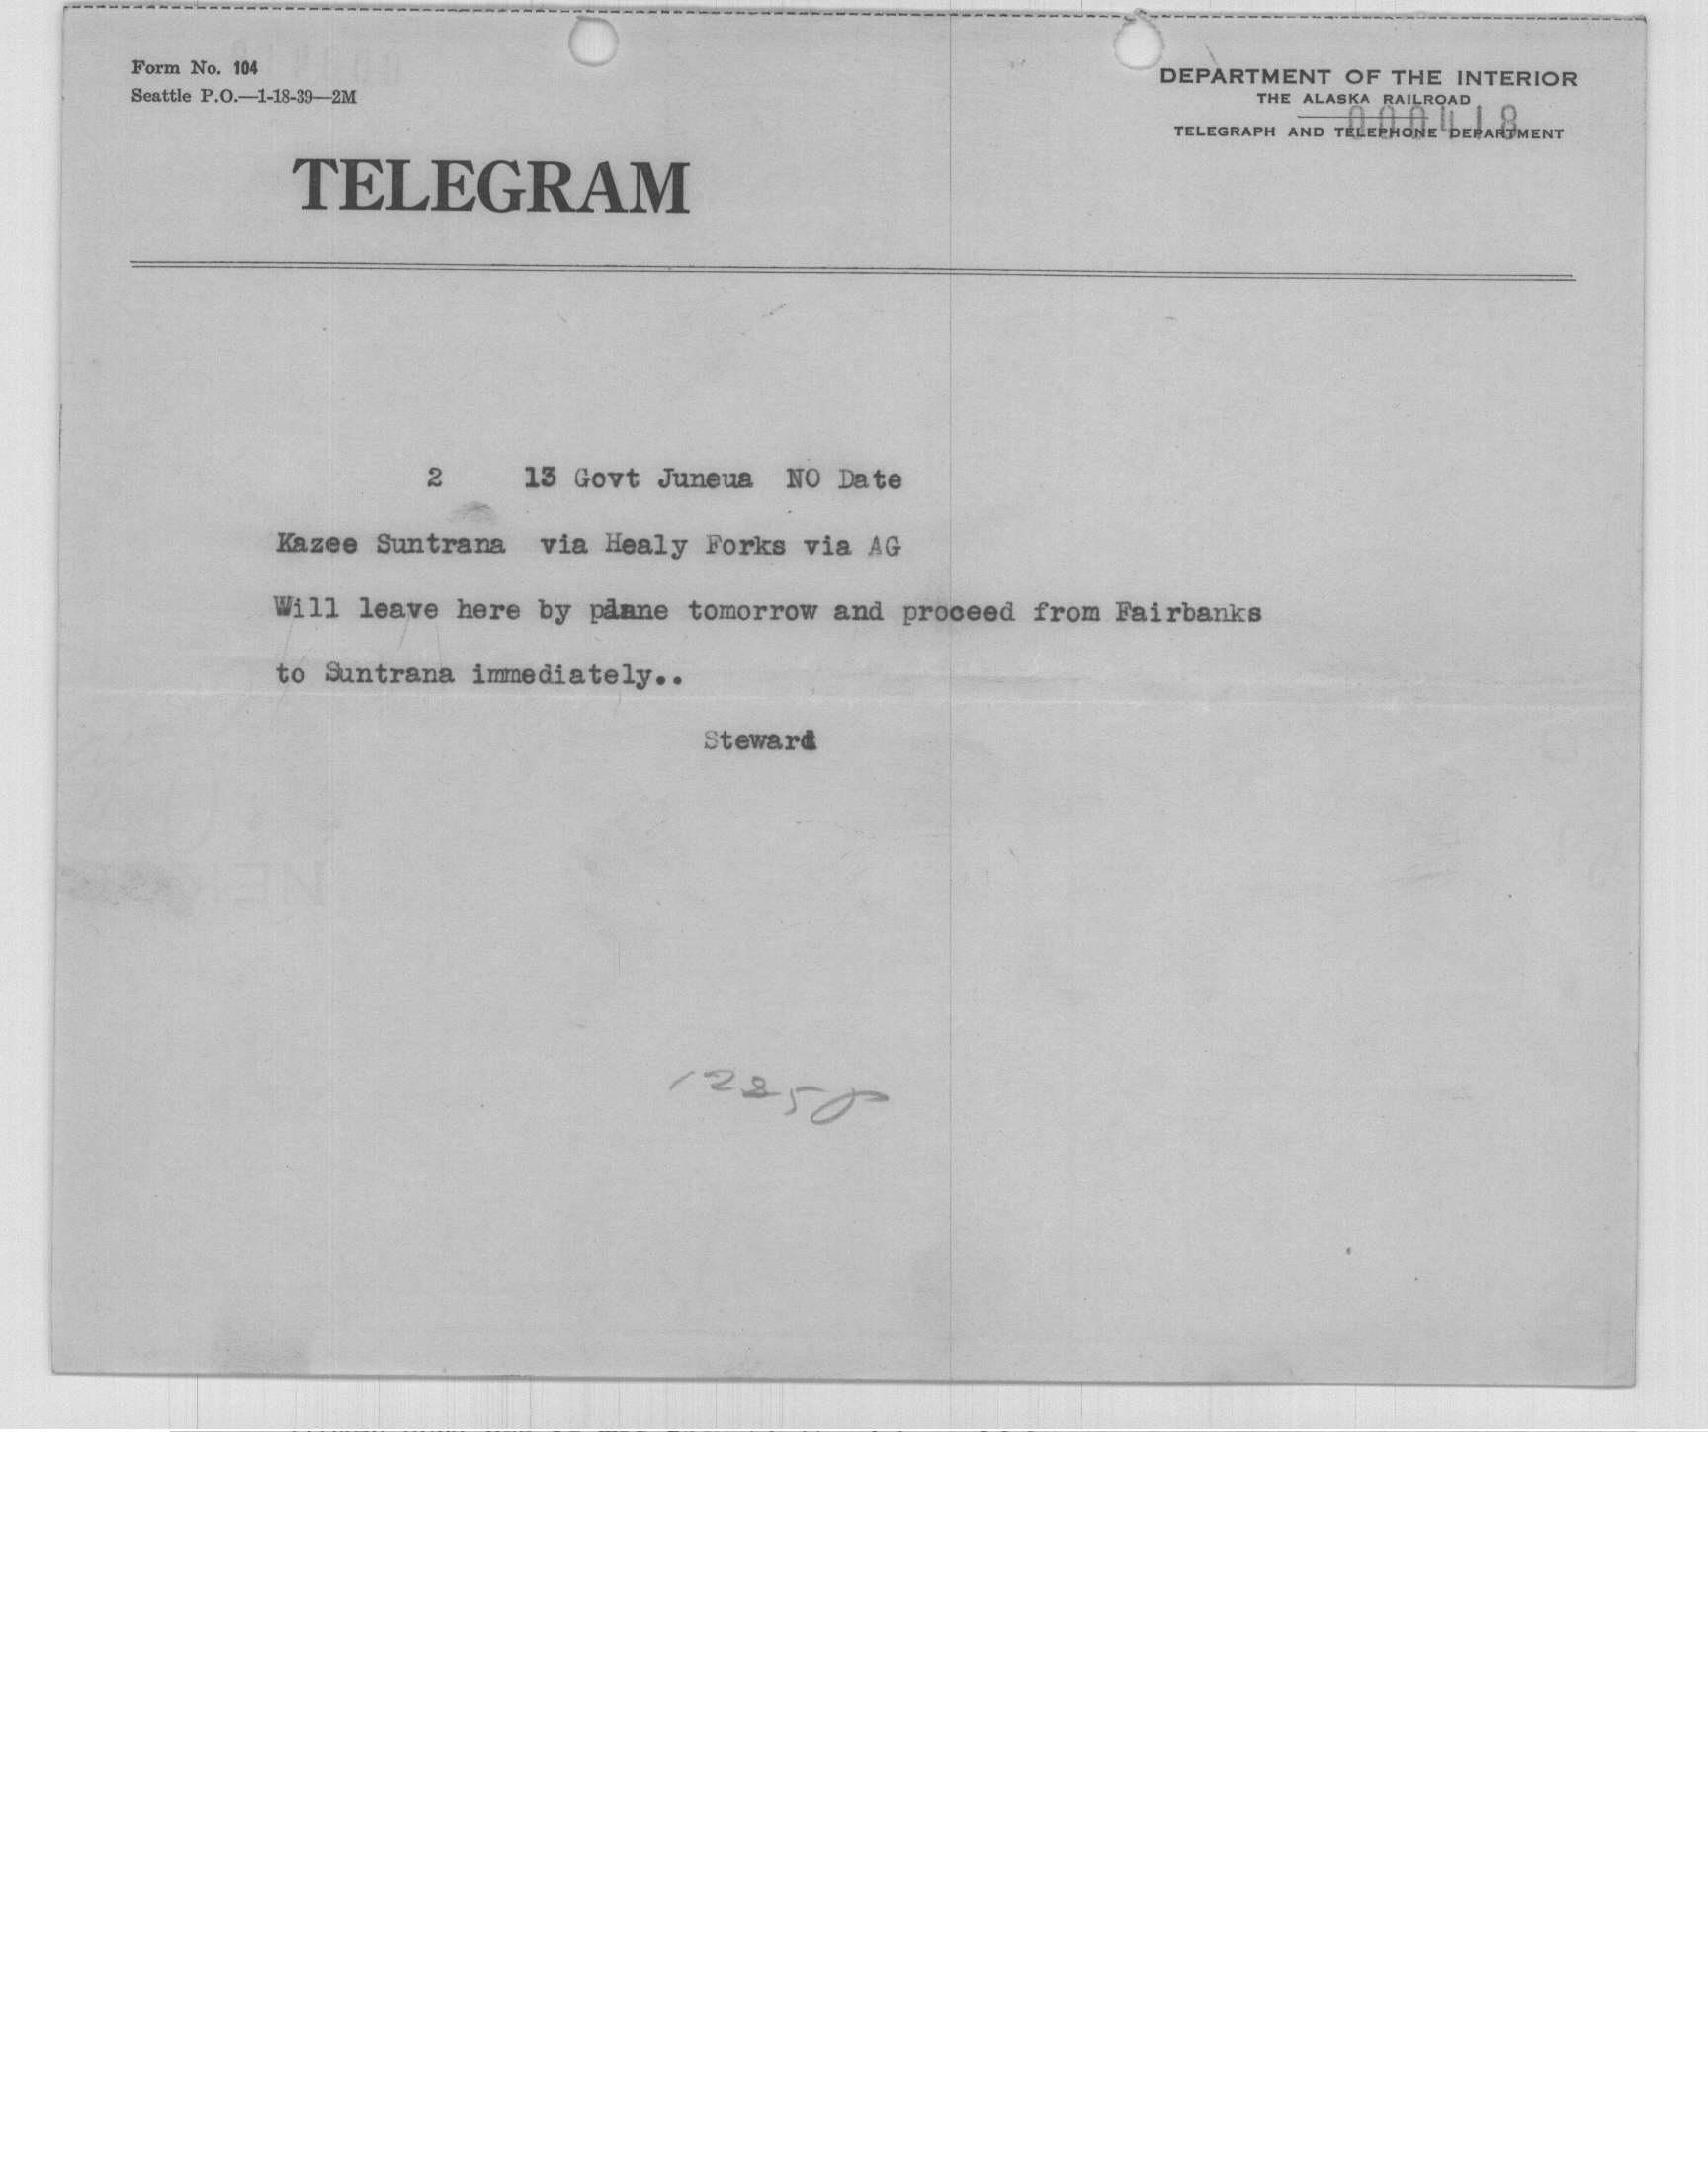 Form No. 104
Seattle P.O.—1-18-39—2M
DEPARTMENT OF THE INTERIOR
THE ALASKA RAILROAD
000418
TELEGRAPH AND TELEPHONE DEPARTMENT
TELEGRAM
2 13 Govt Juneua NO Date
Kazee Suntrana via Healy Forks via AG
Will leave here by plane tomorrow and proceed from Fairbanks
to Suntrana immediately..
Steward